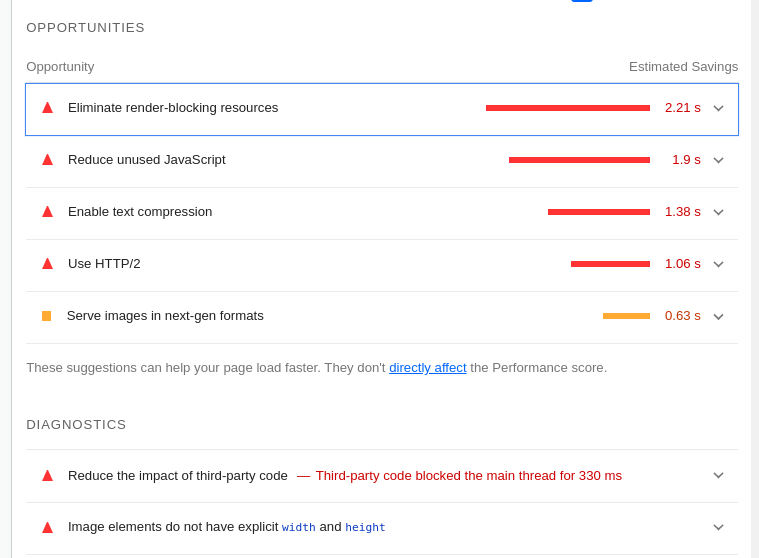 OPPORTUNITIES
Opportunity Estimated Savings
Eliminate render-blocking resources 2.21 s
Reduce unused JavaScript 1.9 s
Enable text compression 1.38 s
Use HTTP/2 1.06 s
Serve images in next-gen formats 0.63 s
These suggestions can help your page load faster. They don't directly affect the Performance score.
DIAGNOSTICS
Reduce the impact of third-party code — Third-party code blocked the main thread for 330 ms
Image elements do not have explicit width and height